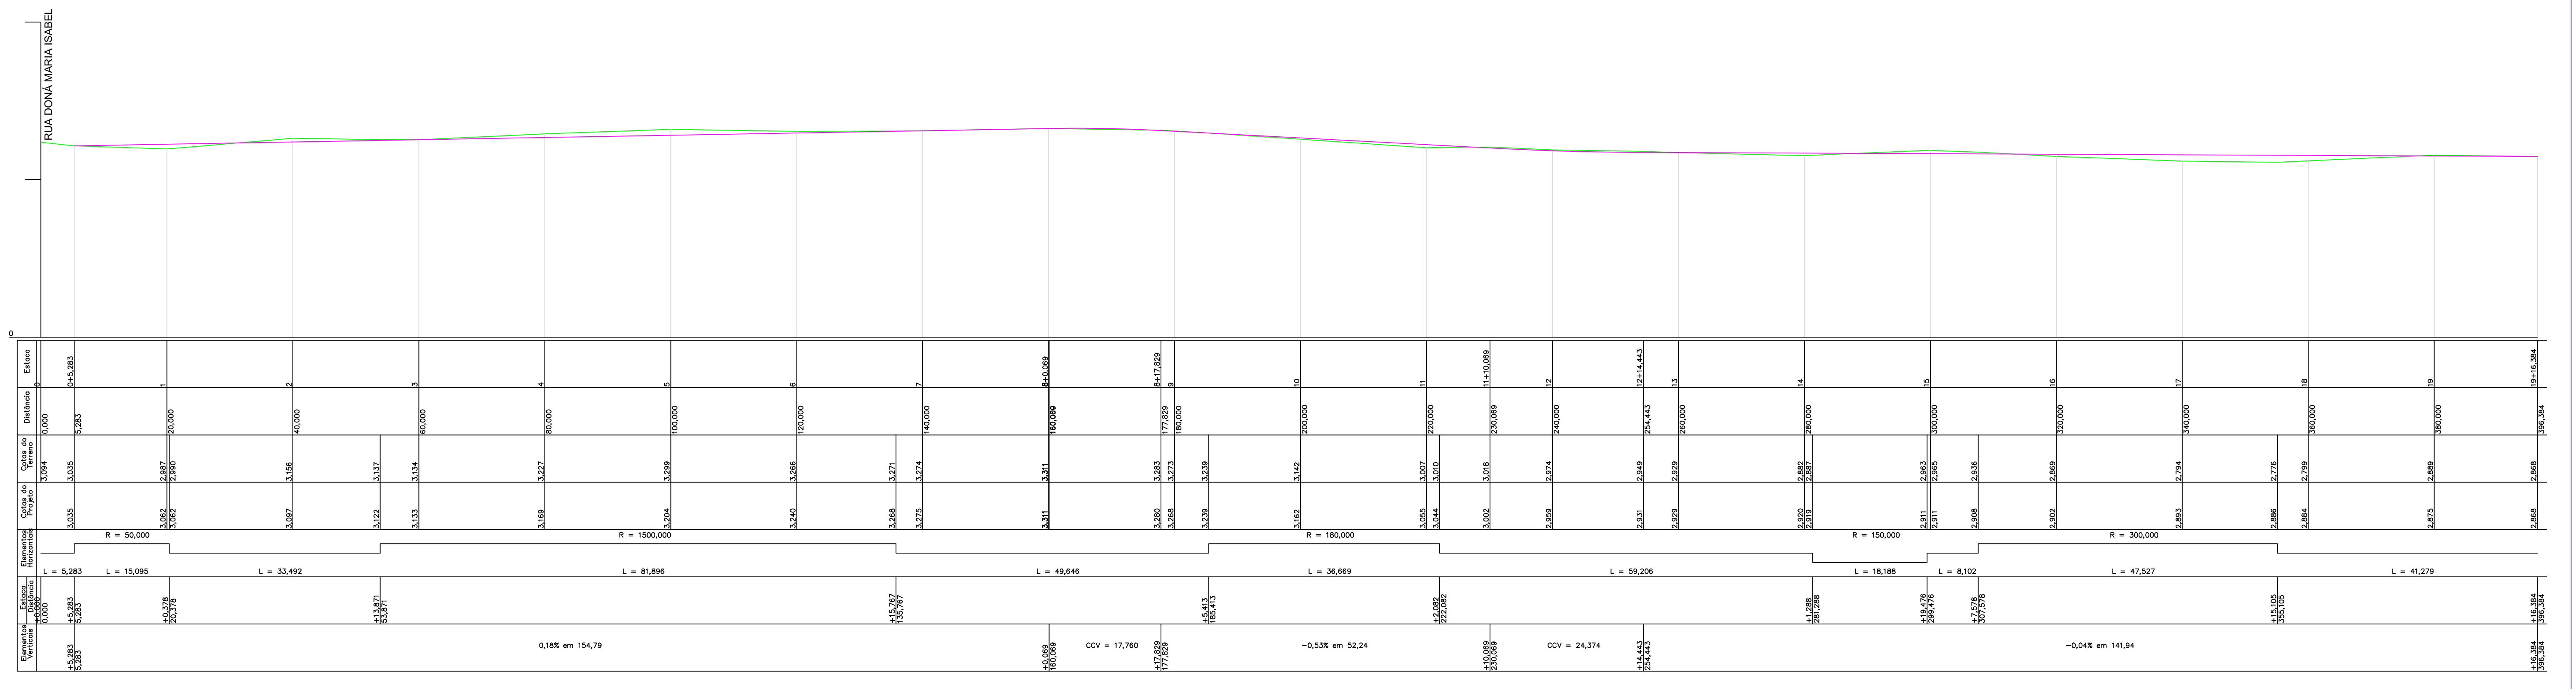 RUA DONÁ MARIA ISABEL
0
Estaca
0 0+5,283 1 2 3 4 5 6 7 8 8+0,069 8+17,829 9 10 11 11+10,069 12 12+14,443 13 14 15 16 17 18 19 19+16,384
Distância
0,000 5,283 20,000 40,000 60,000 80,000 100,000 120,000 140,000 160,000 160,069 177,829 180,000 200,000 220,000 230,069 240,000 254,443 260,000 280,000 300,000 320,000 340,000 360,000 380,000 396,384
Cotas do
Terreno
3,094 3,035 2,987 2,990 3,156 3,137 3,134 3,227 3,299 3,266 3,271 3,274 3,311 3,311 3,283 3,273 3,239 3,142 3,007 3,010 3,018 2,974 2,949 2,929 2,882 2,887 2,963 2,965 2,936 2,869 2,794 2,776 2,799 2,889 2,868
Cotas do
Projeto
3,035 3,062 3,062 3,097 3,122 3,133 3,169 3,204 3,240 3,268 3,275 3,311 3,311 3,280 3,268 3,239 3,162 3,055 3,044 3,002 2,959 2,931 2,929 2,920 2,919 2,911 2,911 2,908 2,902 2,893 2,886 2,884 2,875 2,868
Elementos
Horizontais
R = 50,000 R = 1500,000 R = 180,000 R = 150,000 R = 300,000
L = 5,283 L = 15,095 L = 33,492 L = 81,896 L = 49,646 L = 36,669 L = 59,206 L = 18,188 L = 8,102 L = 47,527 L = 41,279
Estaca
Distância
+0,000 +5,283 +0,378 +13,871 +15,767 +5,413 +2,082 +1,288 +19,476 +7,578 +15,105 +16,384
0,000 5,283 20,378 53,871 135,767 185,413 222,082 281,288 299,476 307,578 355,105 396,384
Elementos
Verticais
0,18% em 154,79 CCV = 17,760 -0,53% em 52,24 CCV = 24,374 -0,04% em 141,94
+5,283 +0,069 +17,829 +10,069 +14,443 +16,384
5,283 160,069 177,829 230,069 254,443 396,384